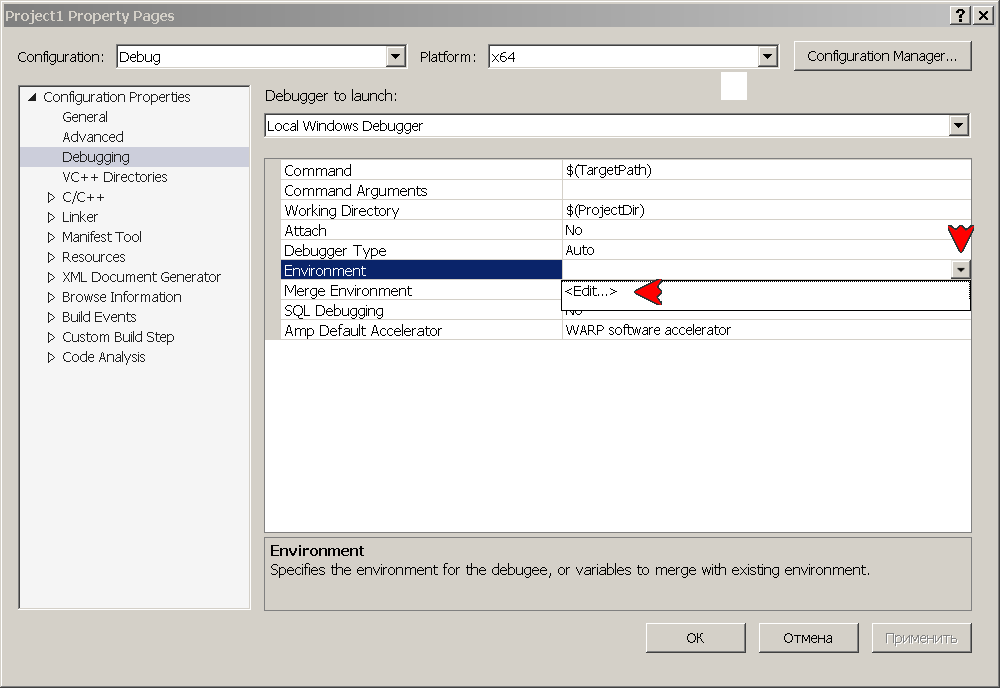 Project1 Property Pages
Configuration: Debug Platform: x64 Configuration Manager...
Configuration Properties
General
Advanced
Debugging
VC++ Directories
C/C++
Linker
Manifest Tool
Resources
XML Document Generator
Browse Information
Build Events
Custom Build Step
Code Analysis
Debugger to launch:
Local Windows Debugger
Command $(TargetPath)
Command Arguments
Working Directory $(ProjectDir)
Attach No
Debugger Type Auto
Environment
Merge Environment <Edit...>
SQL Debugging No
Amp Default Accelerator WARP software accelerator
Environment
Specifies the environment for the debugee, or variables to merge with existing environment.
ОК Отмена Применить